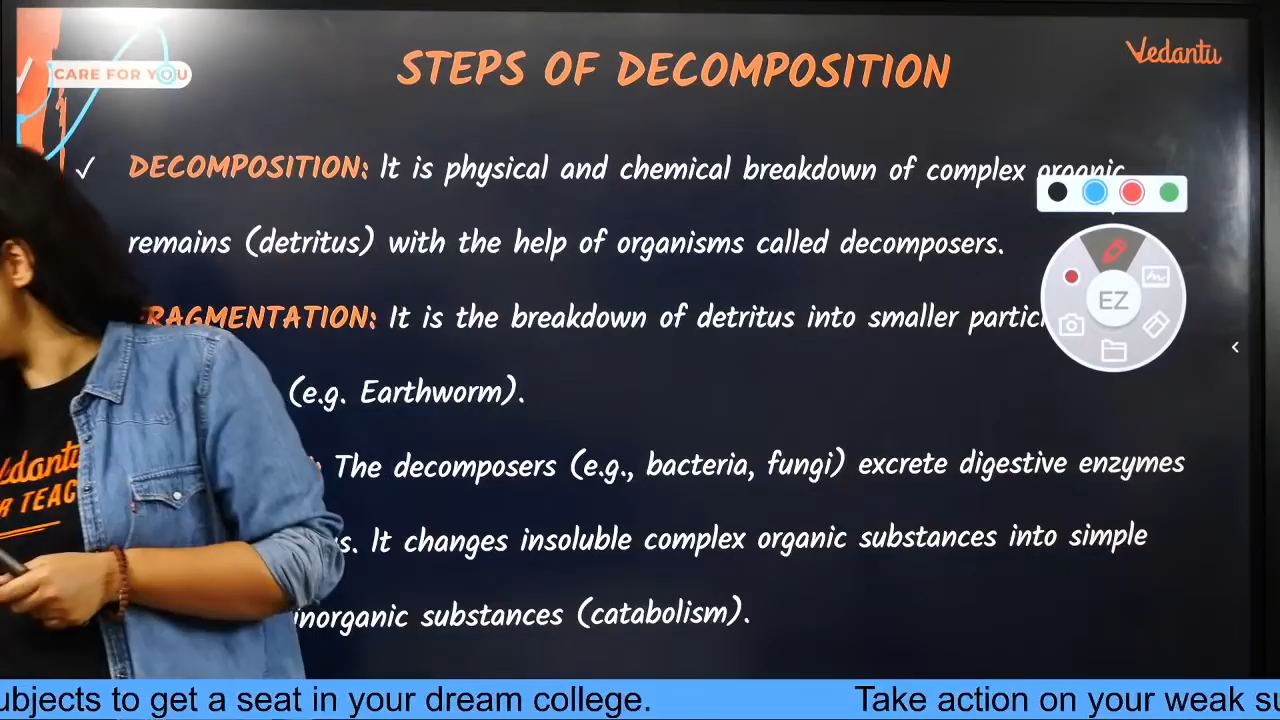 CARE FOR YOU
STEPS OF DECOMPOSITION
Vedantu
✓ DECOMPOSITION: It is physical and chemical breakdown of complex organic
remains (detritus) with the help of organisms called decomposers.
RAGMENTATION: It is the breakdown of detritus into smaller partic
EZ
(e.g. Earthworm).
: The decomposers (e.g., bacteria, fungi) excrete digestive enzymes
s. It changes insoluble complex organic substances into simple
inorganic substances (catabolism).
edantu
R TEAC
ubjects to get a seat in your dream college. Take action on your weak su